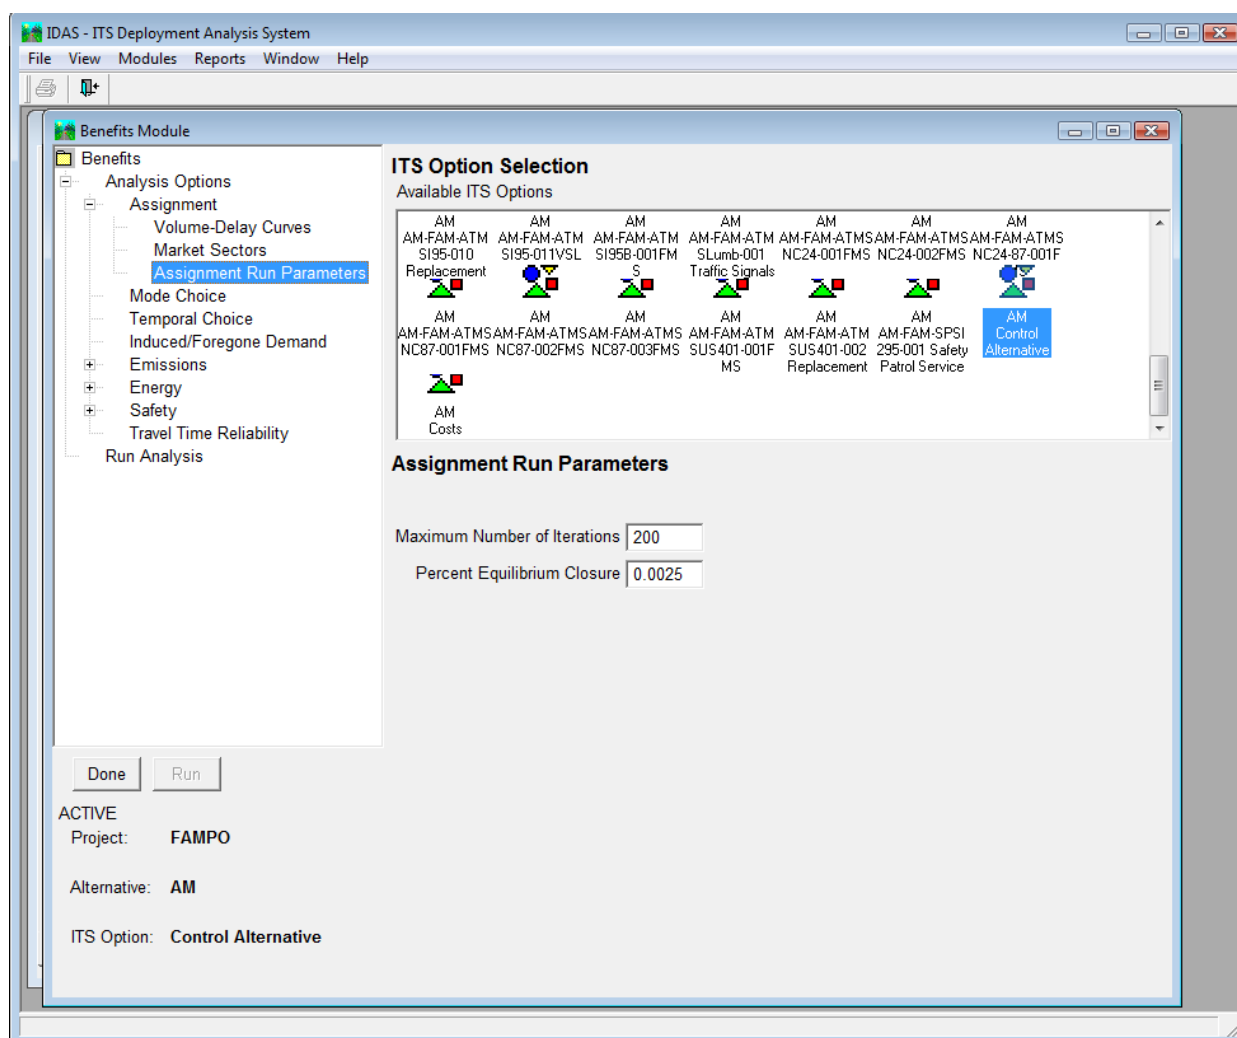 IDAS - ITS Deployment Analysis System
File View Modules Reports Window Help
Benefits Module
Benefits
Analysis Options
Assignment
Volume-Delay Curves
Market Sectors
Assignment Run Parameters
Mode Choice
Temporal Choice
Induced/Foregone Demand
Emissions
Energy
Safety
Travel Time Reliability
Run Analysis
ITS Option Selection
Available ITS Options
AM AM AM AM AM AM AM
AM-FAM-ATM AM-FAM-ATM AM-FAM-ATM AM-FAM-ATM AM-FAM-ATMS AM-FAM-ATMS AM-FAM-ATMS
SI95-010 SI95-011VSL SI95B-001FM SLumb-001 NC24-001FMS NC24-002FMS NC24-87-001F
Replacement S Traffic Signals
AM AM AM AM AM AM AM
AM-FAM-ATMS AM-FAM-ATMS AM-FAM-ATMS AM-FAM-ATM AM-FAM-ATM AM-FAM-SPSI Control
NC87-001FMS NC87-002FMS NC87-003FMS SUS401-001F SUS401-002 295-001 Safety Alternative
MS Replacement Patrol Service
AM
Costs
Assignment Run Parameters
Maximum Number of Iterations 200
Percent Equilibrium Closure 0.0025
Done Run
ACTIVE
Project: FAMPO
Alternative: AM
ITS Option: Control Alternative